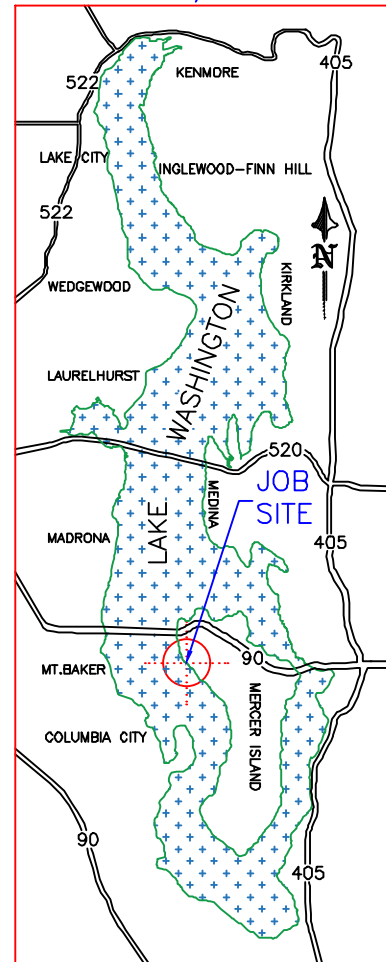 405
KENMORE
522
LAKE CITY
INGLEWOOD-FINN HILL
522
N
KIRKLAND
WEDGEWOOD
WASHINGTON
LAURELHURST
520
JOB
SITE
MEDINA
LAKE
MADRONA
405
90
MT.BAKER
MERCER ISLAND
COLUMBIA CITY
90
405